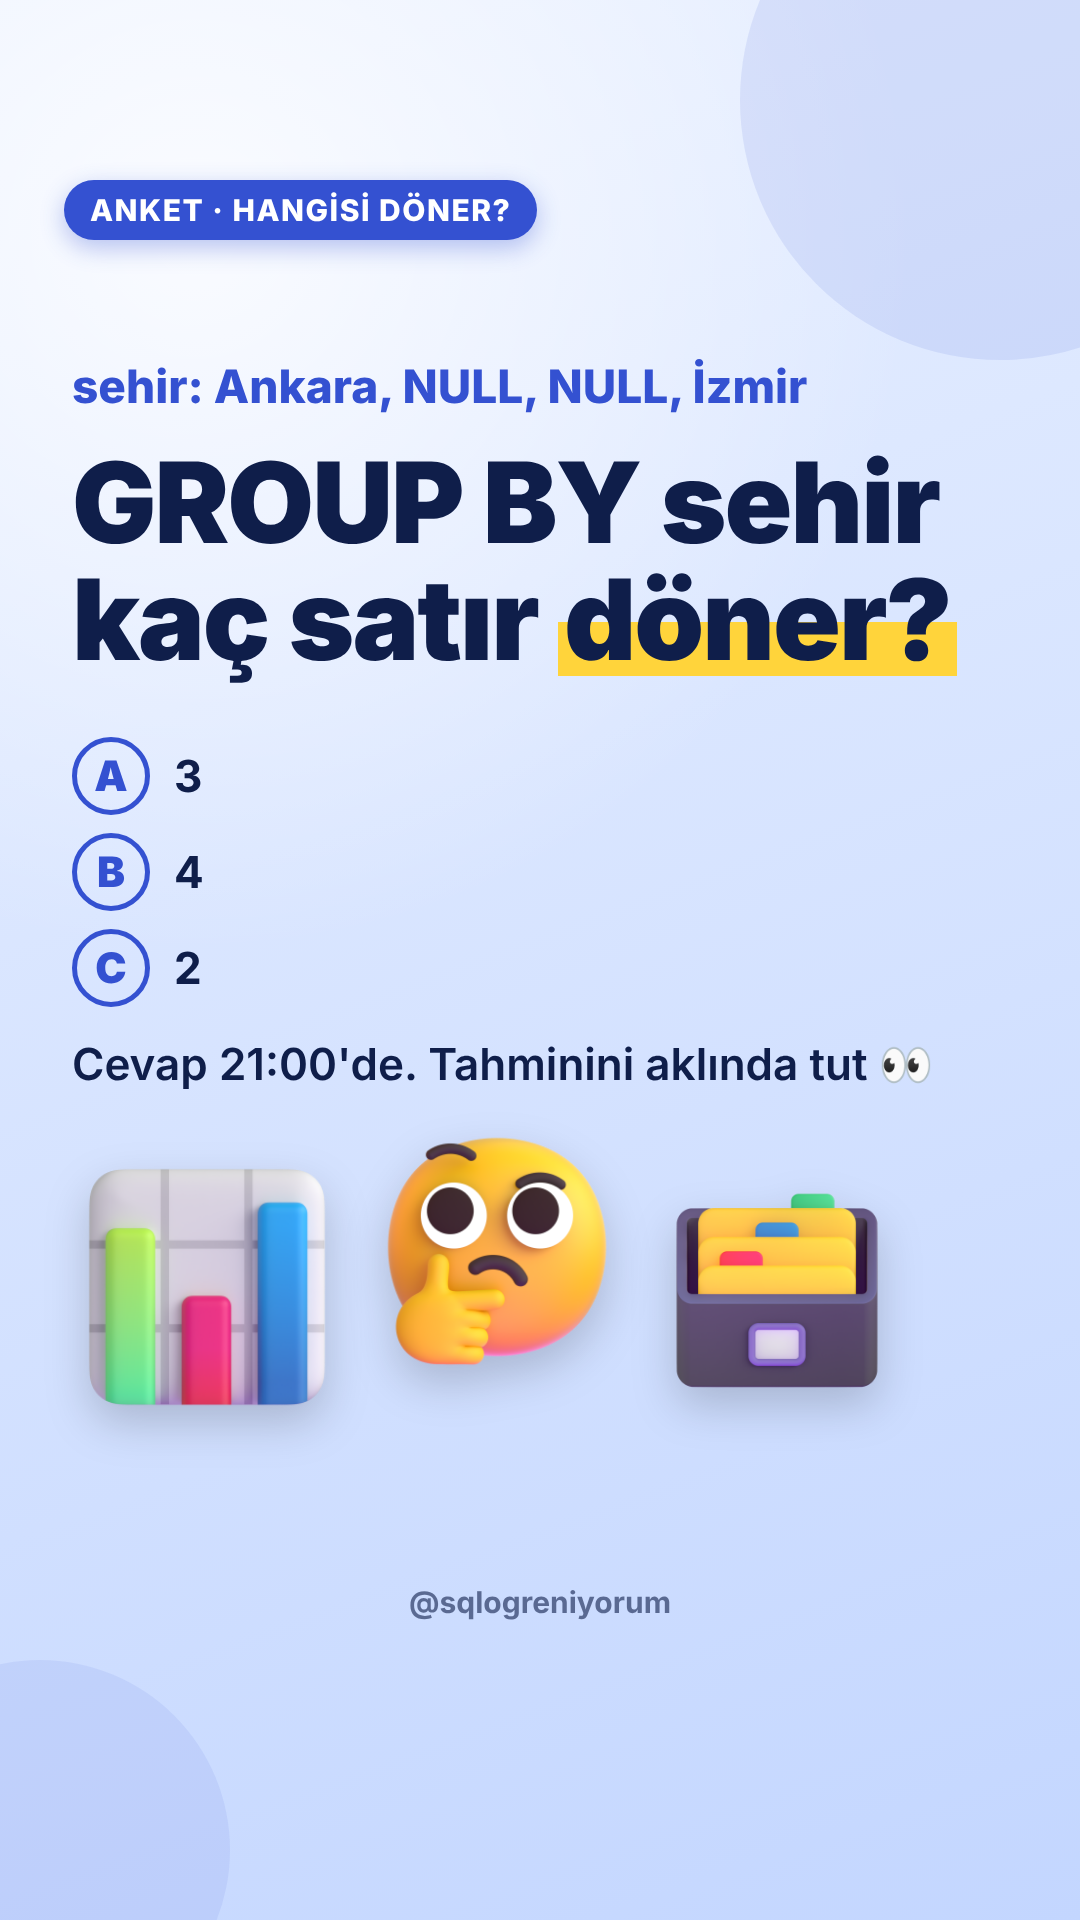 ANKET · HANGİSİ DÖNER?
sehir: Ankara, NULL, NULL, İzmir
GROUP BY sehir
kaç satır döner?
A 3
B 4
C 2
Cevap 21:00'de. Tahminini aklında tut 👀
@sqlogreniyorum